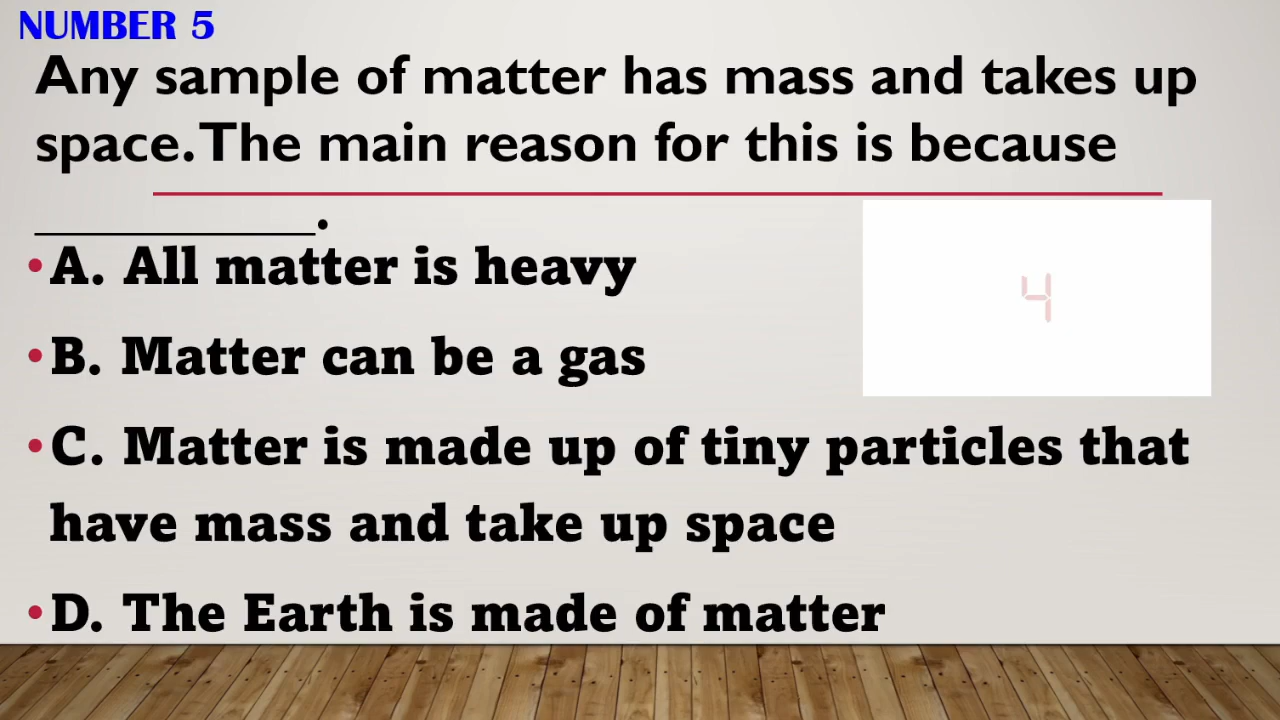 NUMBER 5
Any sample of matter has mass and takes up
space. The main reason for this is because
__________.
4
•A. All matter is heavy
•B. Matter can be a gas
•C. Matter is made up of tiny particles that
have mass and take up space
•D. The Earth is made of matter